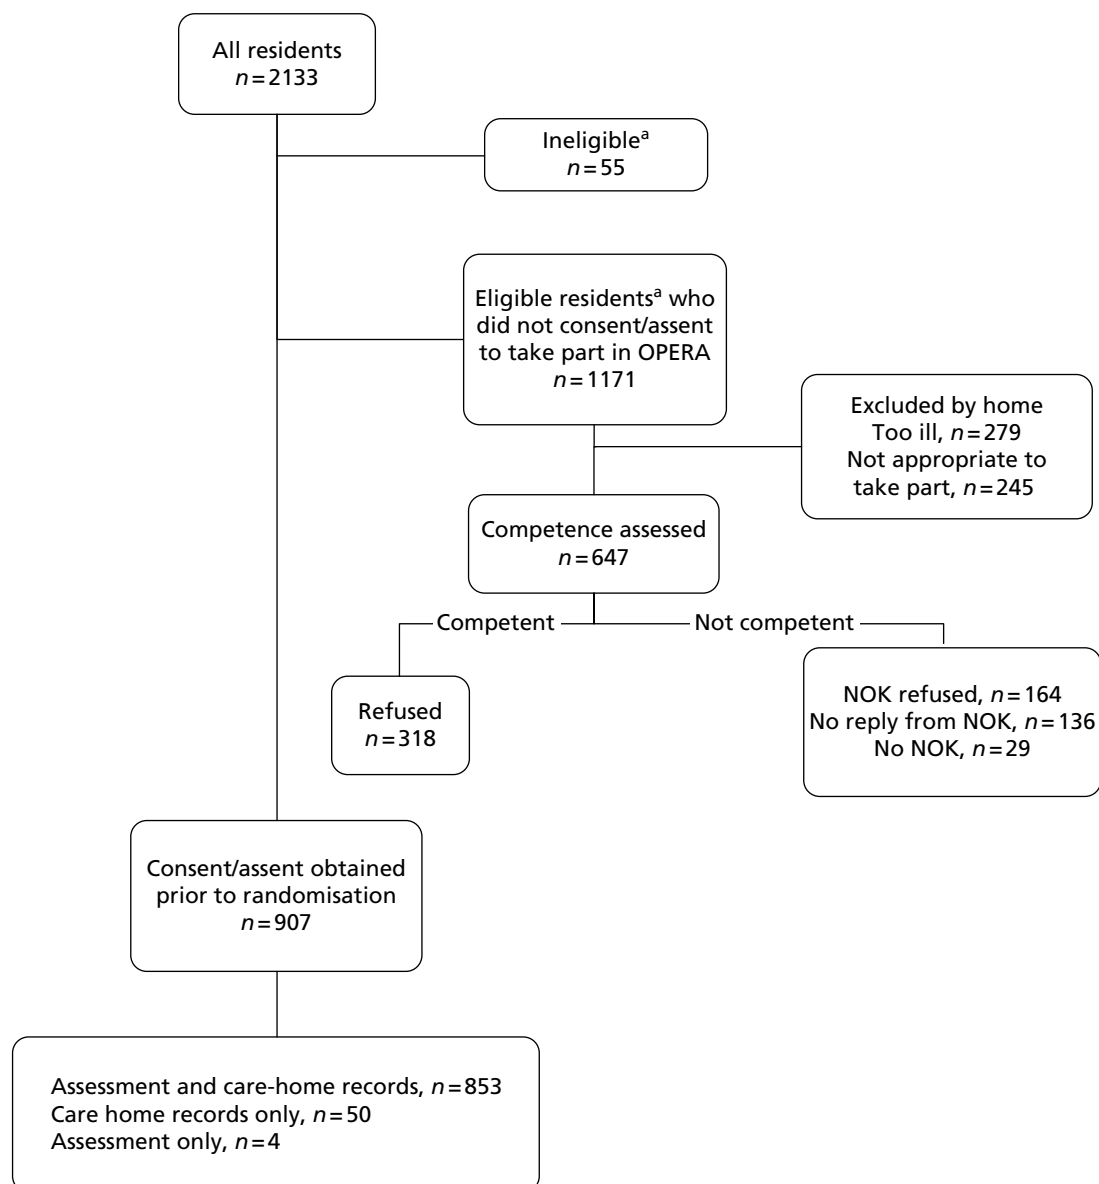 All residents
n=2133
Ineligibleᵃ
n=55
Eligible residentsᵃ who
did not consent/assent
to take part in OPERA
n=1171
Excluded by home
Too ill, n=279
Not appropriate to
take part, n=245
Competence assessed
n=647
Competent
Not competent
Refused
n=318
NOK refused, n=164
No reply from NOK, n=136
No NOK, n=29
Consent/assent obtained
prior to randomisation
n=907
Assessment and care-home records, n=853
Care home records only, n=50
Assessment only, n=4